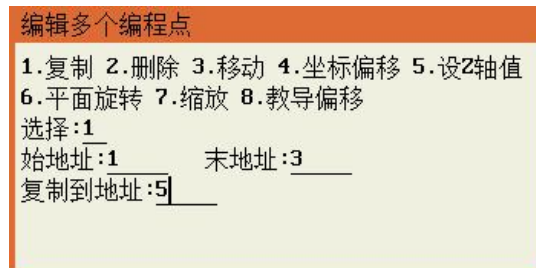 编辑多个编程点
1.复制 2.删除 3.移动 4.坐标偏移 5.设Z轴值
6.平面旋转 7.缩放 8.教导偏移
选择:1
始地址:1 末地址:3
复制到地址:5